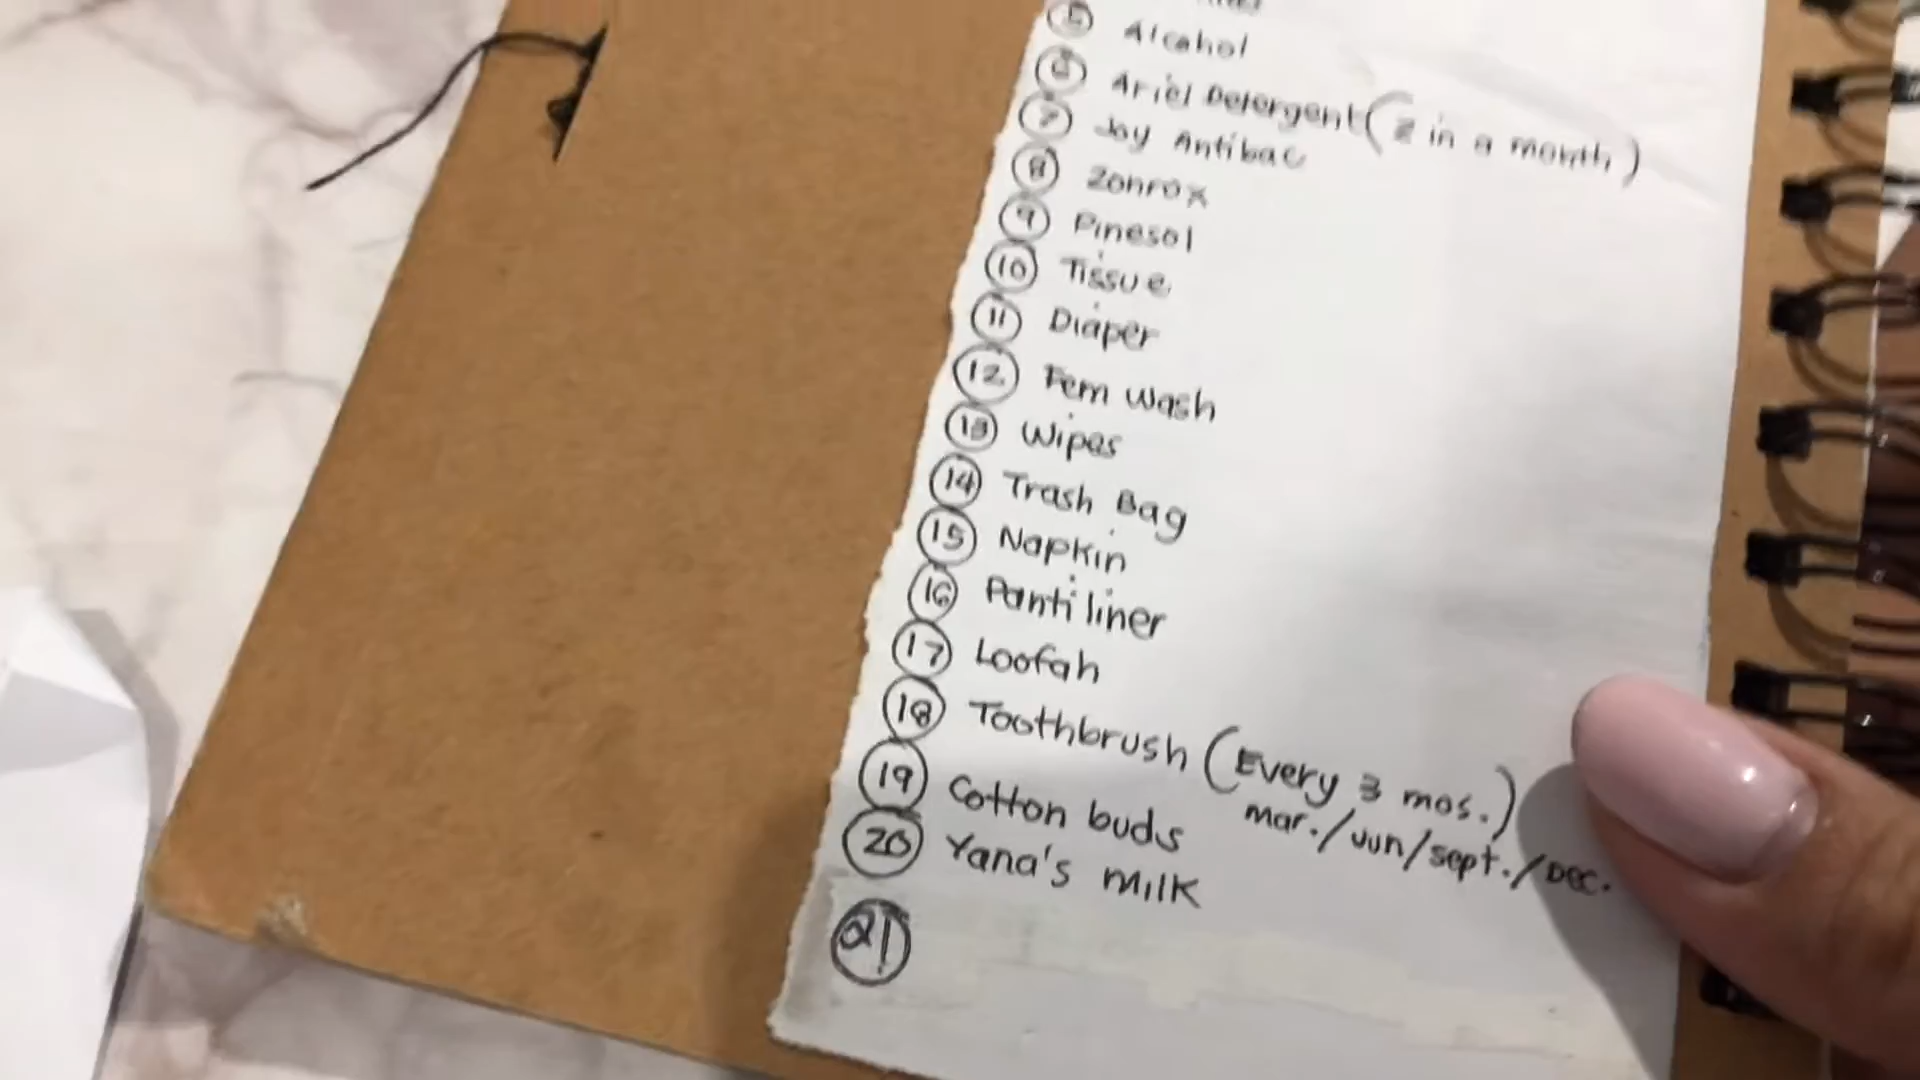 5 Alcohol
6 Ariel Detergent (2 in a month)
7 Joy Antibac
8 Zonrox
9 Pinesol
10 Tissue
11 Diaper
12 Fem wash
13 Wipes
14 Trash Bag
15 Napkin
16 Panti liner
17 Loofah
18 Toothbrush (Every 3 mos.)
mar./Jun/sept./Dec.
19 Cotton buds
20 Yana's milk
21